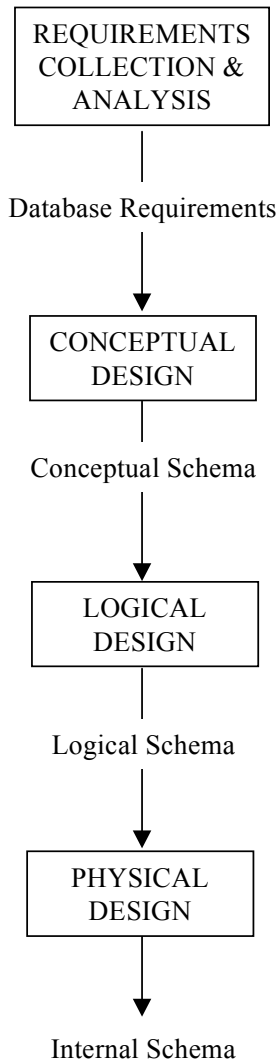 REQUIREMENTS
COLLECTION &
ANALYSIS
Database Requirements
CONCEPTUAL
DESIGN
Conceptual Schema
LOGICAL
DESIGN
Logical Schema
PHYSICAL
DESIGN
Internal Schema